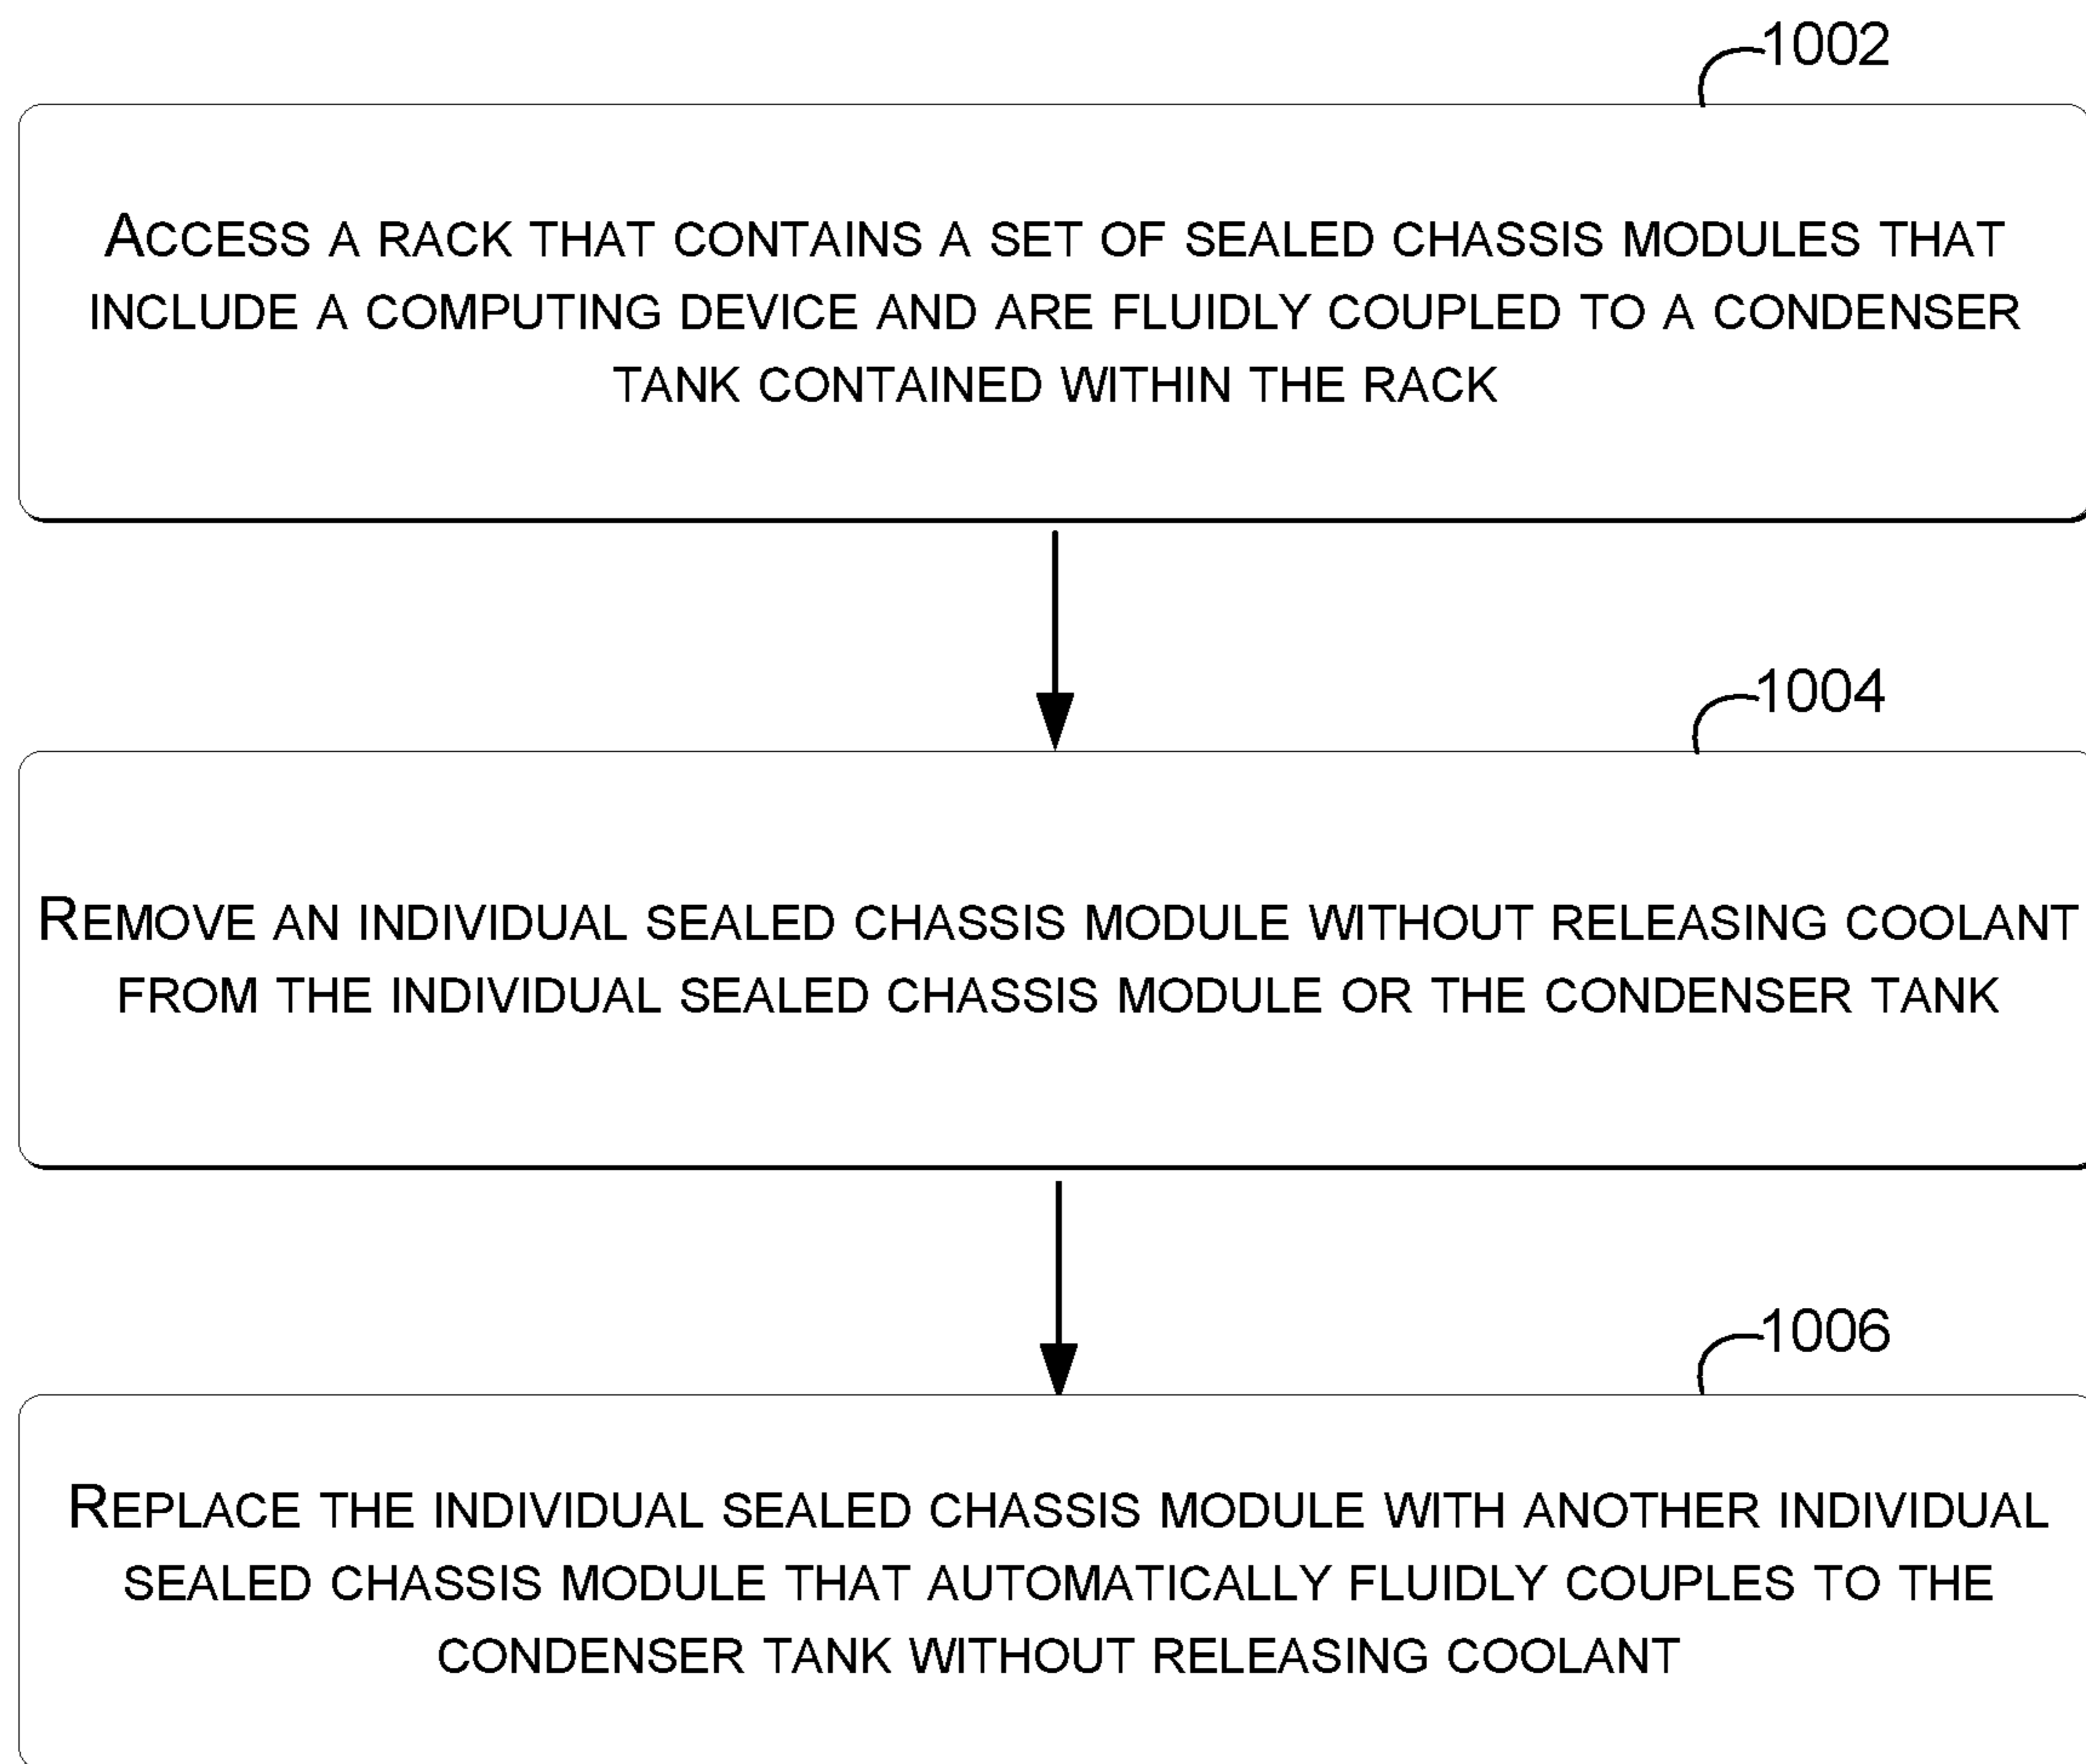 1002
ACCESS A RACK THAT CONTAINS A SET OF SEALED CHASSIS MODULES THAT
INCLUDE A COMPUTING DEVICE AND ARE FLUIDLY COUPLED TO A CONDENSER
TANK CONTAINED WITHIN THE RACK
1004
REMOVE AN INDIVIDUAL SEALED CHASSIS MODULE WITHOUT RELEASING COOLANT
FROM THE INDIVIDUAL SEALED CHASSIS MODULE OR THE CONDENSER TANK
1006
REPLACE THE INDIVIDUAL SEALED CHASSIS MODULE WITH ANOTHER INDIVIDUAL
SEALED CHASSIS MODULE THAT AUTOMATICALLY FLUIDLY COUPLES TO THE
CONDENSER TANK WITHOUT RELEASING COOLANT